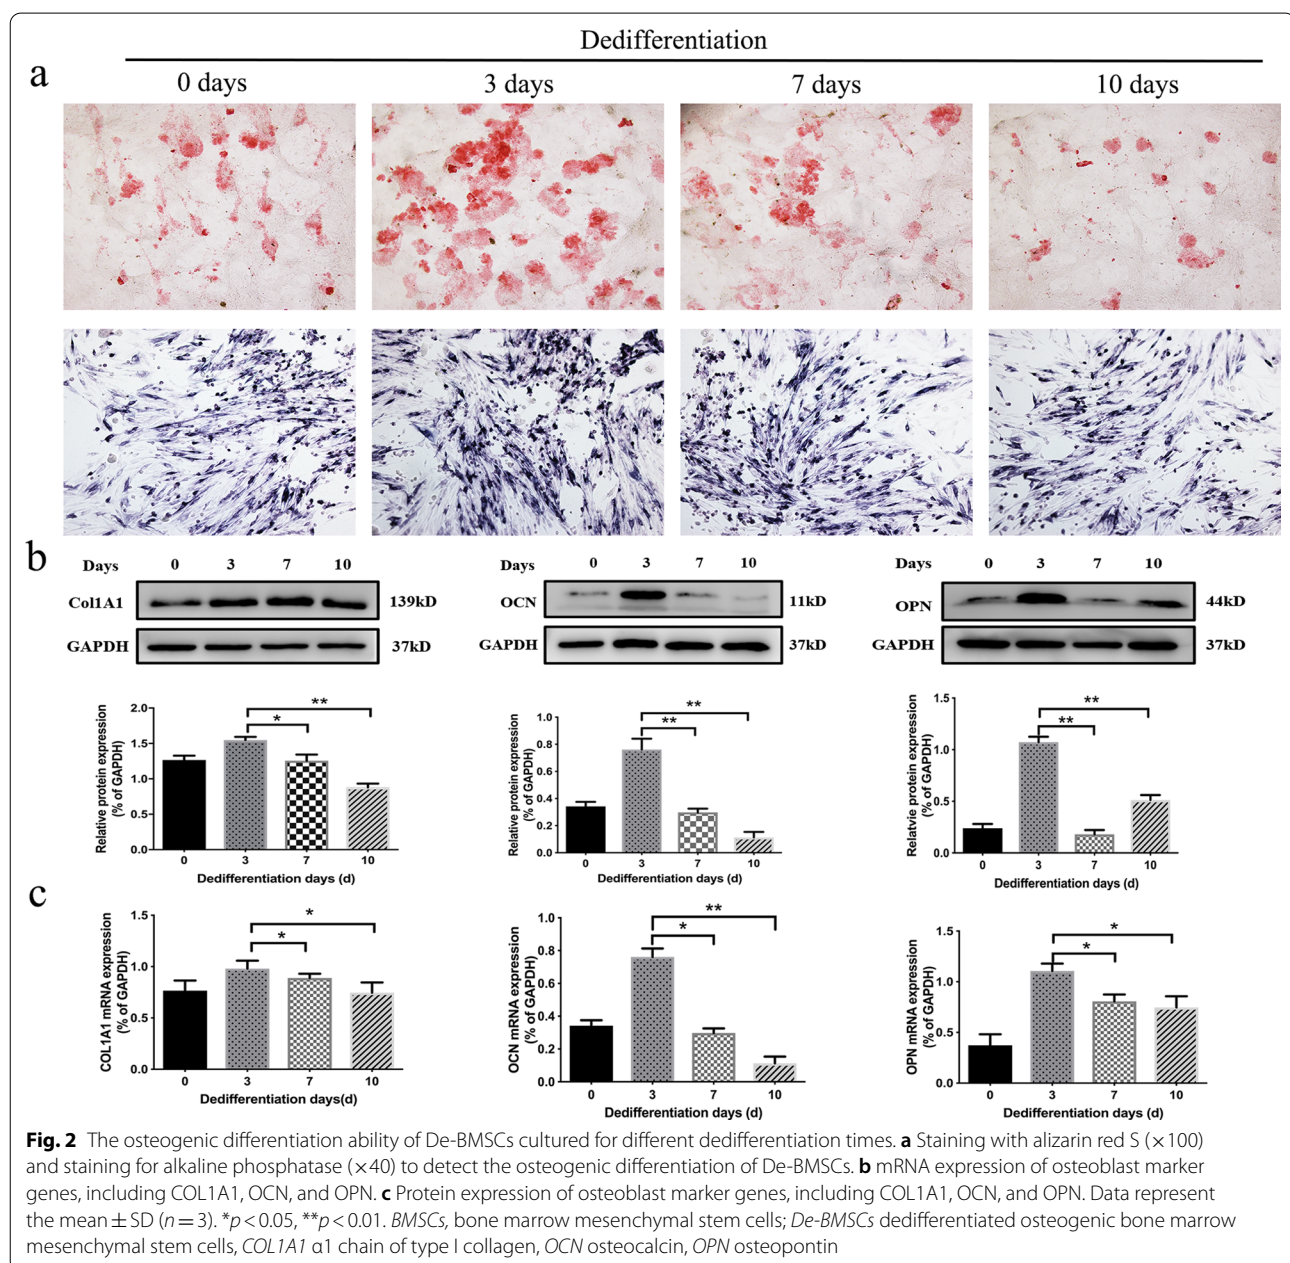 Dedifferentiation
a
0 days 3 days 7 days 10 days
b
Days 0 3 7 10
Col1A1 139kD
GAPDH 37kD
Days 0 3 7 10
OCN 11kD
GAPDH 37kD
Days 0 3 7 10
OPN 44kD
GAPDH 37kD
Relative protein expression
(% of GAPDH)
2.0
1.5
1.0
0.5
0.0
*
**
0 3 7 10
Dedifferentiation days (d)
Relative protein expression
(% of GAPDH)
1.0
0.8
0.6
0.4
0.2
0.0
**
**
0 3 7 10
Dedifferentiation days (d)
Relatvie protein expression
(% of GAPDH)
1.5
1.0
0.5
0.0
**
**
0 3 7 10
Dedifferentiation days (d)
c
COL1A1 mRNA expression
(% of GAPDH)
1.5
1.0
0.5
0.0
*
*
0 3 7 10
Dedifferentiation days(d)
OCN mRNA expression
(% of GAPDH)
1.0
0.8
0.6
0.4
0.2
0.0
**
*
0 3 7 10
Dedifferentiation days (d)
OPN mRNA expression
(% of GAPDH)
1.5
1.0
0.5
0.0
*
*
0 3 7 10
Dedifferentiation days (d)
Fig. 2 The osteogenic differentiation ability of De-BMSCs cultured for different dedifferentiation times. a Staining with alizarin red S (×100)
and staining for alkaline phosphatase (×40) to detect the osteogenic differentiation of De-BMSCs. b mRNA expression of osteoblast marker
genes, including COL1A1, OCN, and OPN. c Protein expression of osteoblast marker genes, including COL1A1, OCN, and OPN. Data represent
the mean ± SD (n = 3). *p < 0.05, **p < 0.01. BMSCs, bone marrow mesenchymal stem cells; De-BMSCs dedifferentiated osteogenic bone marrow
mesenchymal stem cells, COL1A1 α1 chain of type I collagen, OCN osteocalcin, OPN osteopontin